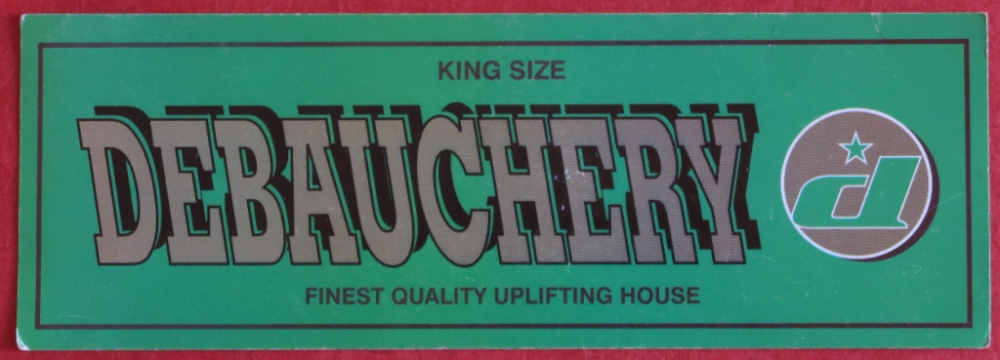 KING SIZE
DEBAUCHERY
d
FINEST QUALITY UPLIFTING HOUSE